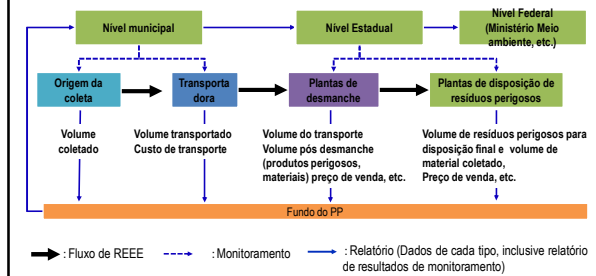 Nível municipal
Nível Estadual
Nível Federal
(Ministério Meio
ambiente, etc.)
Origem da
coleta
Transporta
dora
Plantas de
desmanche
Plantas de disposição de
resíduos perigosos
Volume
coletado
Volume transportado
Custo de transporte
Volume do transporte
Volume pós desmanche
(produtos perigosos,
materiais) preço de venda, etc.
Volume de resíduos perigosos para
disposição final e volume de
material coletado,
Preço de venda, etc.
Fundo do PP
: Fluxo de REEE
: Monitoramento
: Relatório (Dados de cada tipo, inclusive relatório
de resultados de monitoramento)